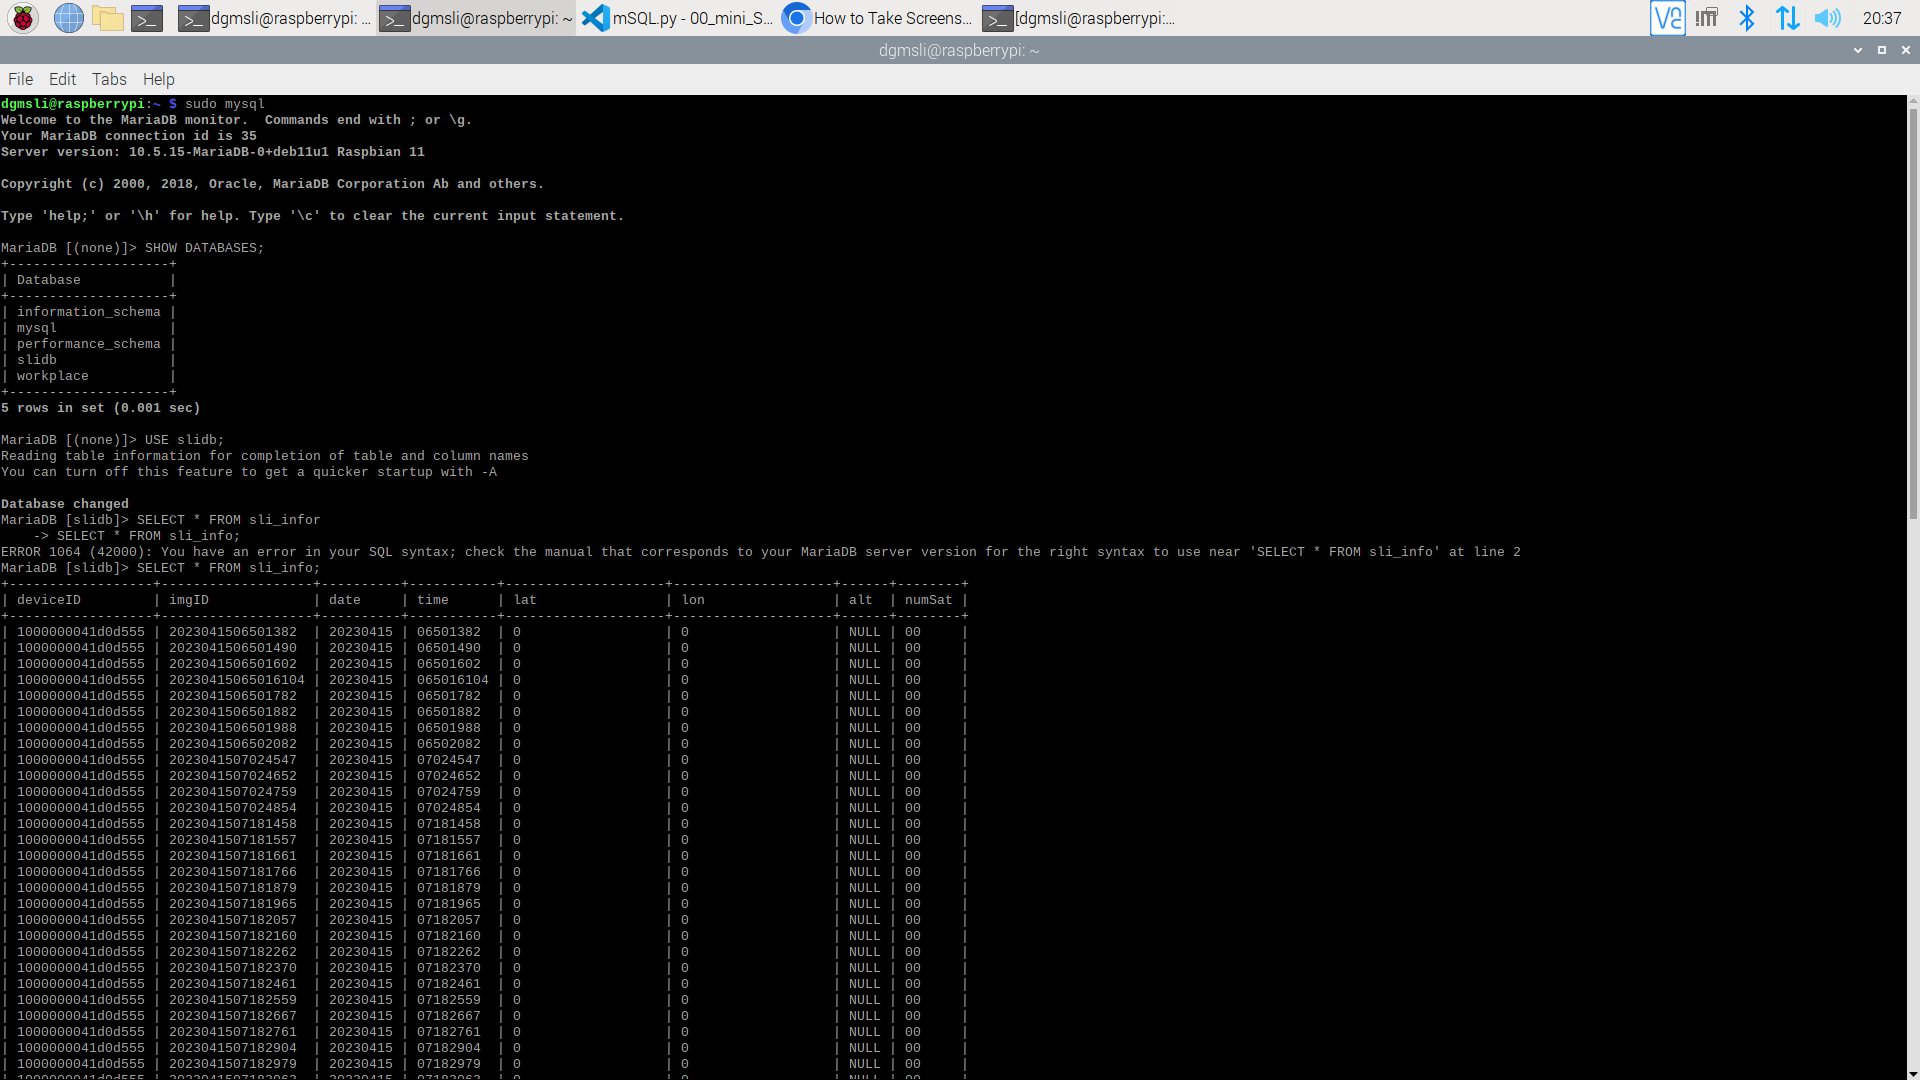 dgmsli@raspberrypi: ...
dgmsli@raspberrypi: ~
mSQL.py - 00_mini_S...
How to Take Screens...
[dgmsli@raspberrypi:...
20:37
dgmsli@raspberrypi: ~
File Edit Tabs Help
dgmsli@raspberrypi:~ $ sudo mysql
Welcome to the MariaDB monitor.  Commands end with ; or \g.
Your MariaDB connection id is 35
Server version: 10.5.15-MariaDB-0+deb11u1 Raspbian 11
Copyright (c) 2000, 2018, Oracle, MariaDB Corporation Ab and others.
Type 'help;' or '\h' for help. Type '\c' to clear the current input statement.
MariaDB [(none)]> SHOW DATABASES;
+--------------------+
| Database           |
+--------------------+
| information_schema |
| mysql              |
| performance_schema |
| slidb              |
| workplace          |
+--------------------+
5 rows in set (0.001 sec)
MariaDB [(none)]> USE slidb;
Reading table information for completion of table and column names
You can turn off this feature to get a quicker startup with -A
Database changed
MariaDB [slidb]> SELECT * FROM sli_infor
    -> SELECT * FROM sli_info;
ERROR 1064 (42000): You have an error in your SQL syntax; check the manual that corresponds to your MariaDB server version for the right syntax to use near 'SELECT * FROM sli_info' at line 2
MariaDB [slidb]> SELECT * FROM sli_info;
+------------------+-------------------+----------+-----------+--------------------+--------------------+------+--------+
| deviceID         | imgID             | date     | time      | lat                | lon                | alt  | numSat |
+------------------+-------------------+----------+-----------+--------------------+--------------------+------+--------+
| 1000000041d0d555 | 2023041506501382  | 20230415 | 06501382  | 0                  | 0                  | NULL | 00     |
| 1000000041d0d555 | 2023041506501490  | 20230415 | 06501490  | 0                  | 0                  | NULL | 00     |
| 1000000041d0d555 | 2023041506501602  | 20230415 | 06501602  | 0                  | 0                  | NULL | 00     |
| 1000000041d0d555 | 20230415065016104 | 20230415 | 065016104 | 0                  | 0                  | NULL | 00     |
| 1000000041d0d555 | 2023041506501782  | 20230415 | 06501782  | 0                  | 0                  | NULL | 00     |
| 1000000041d0d555 | 2023041506501882  | 20230415 | 06501882  | 0                  | 0                  | NULL | 00     |
| 1000000041d0d555 | 2023041506501988  | 20230415 | 06501988  | 0                  | 0                  | NULL | 00     |
| 1000000041d0d555 | 2023041506502082  | 20230415 | 06502082  | 0                  | 0                  | NULL | 00     |
| 1000000041d0d555 | 2023041507024547  | 20230415 | 07024547  | 0                  | 0                  | NULL | 00     |
| 1000000041d0d555 | 2023041507024652  | 20230415 | 07024652  | 0                  | 0                  | NULL | 00     |
| 1000000041d0d555 | 2023041507024759  | 20230415 | 07024759  | 0                  | 0                  | NULL | 00     |
| 1000000041d0d555 | 2023041507024854  | 20230415 | 07024854  | 0                  | 0                  | NULL | 00     |
| 1000000041d0d555 | 2023041507181458  | 20230415 | 07181458  | 0                  | 0                  | NULL | 00     |
| 1000000041d0d555 | 2023041507181557  | 20230415 | 07181557  | 0                  | 0                  | NULL | 00     |
| 1000000041d0d555 | 2023041507181661  | 20230415 | 07181661  | 0                  | 0                  | NULL | 00     |
| 1000000041d0d555 | 2023041507181766  | 20230415 | 07181766  | 0                  | 0                  | NULL | 00     |
| 1000000041d0d555 | 2023041507181879  | 20230415 | 07181879  | 0                  | 0                  | NULL | 00     |
| 1000000041d0d555 | 2023041507181965  | 20230415 | 07181965  | 0                  | 0                  | NULL | 00     |
| 1000000041d0d555 | 2023041507182057  | 20230415 | 07182057  | 0                  | 0                  | NULL | 00     |
| 1000000041d0d555 | 2023041507182160  | 20230415 | 07182160  | 0                  | 0                  | NULL | 00     |
| 1000000041d0d555 | 2023041507182262  | 20230415 | 07182262  | 0                  | 0                  | NULL | 00     |
| 1000000041d0d555 | 2023041507182370  | 20230415 | 07182370  | 0                  | 0                  | NULL | 00     |
| 1000000041d0d555 | 2023041507182461  | 20230415 | 07182461  | 0                  | 0                  | NULL | 00     |
| 1000000041d0d555 | 2023041507182559  | 20230415 | 07182559  | 0                  | 0                  | NULL | 00     |
| 1000000041d0d555 | 2023041507182667  | 20230415 | 07182667  | 0                  | 0                  | NULL | 00     |
| 1000000041d0d555 | 2023041507182761  | 20230415 | 07182761  | 0                  | 0                  | NULL | 00     |
| 1000000041d0d555 | 2023041507182904  | 20230415 | 07182904  | 0                  | 0                  | NULL | 00     |
| 1000000041d0d555 | 2023041507182979  | 20230415 | 07182979  | 0                  | 0                  | NULL | 00     |